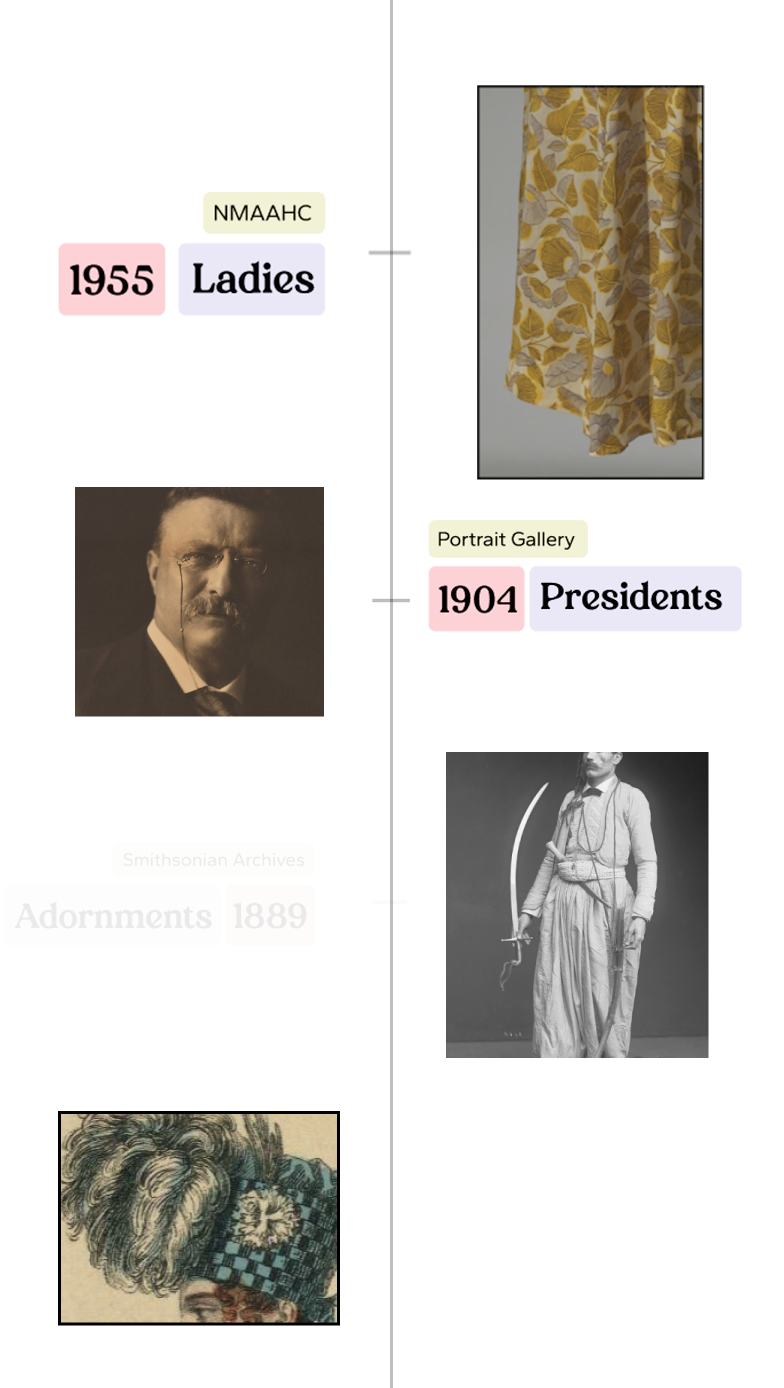 NMAAHC
1955 Ladies
Portrait Gallery
1904 Presidents
Smithsonian Archives
Adornments 1889